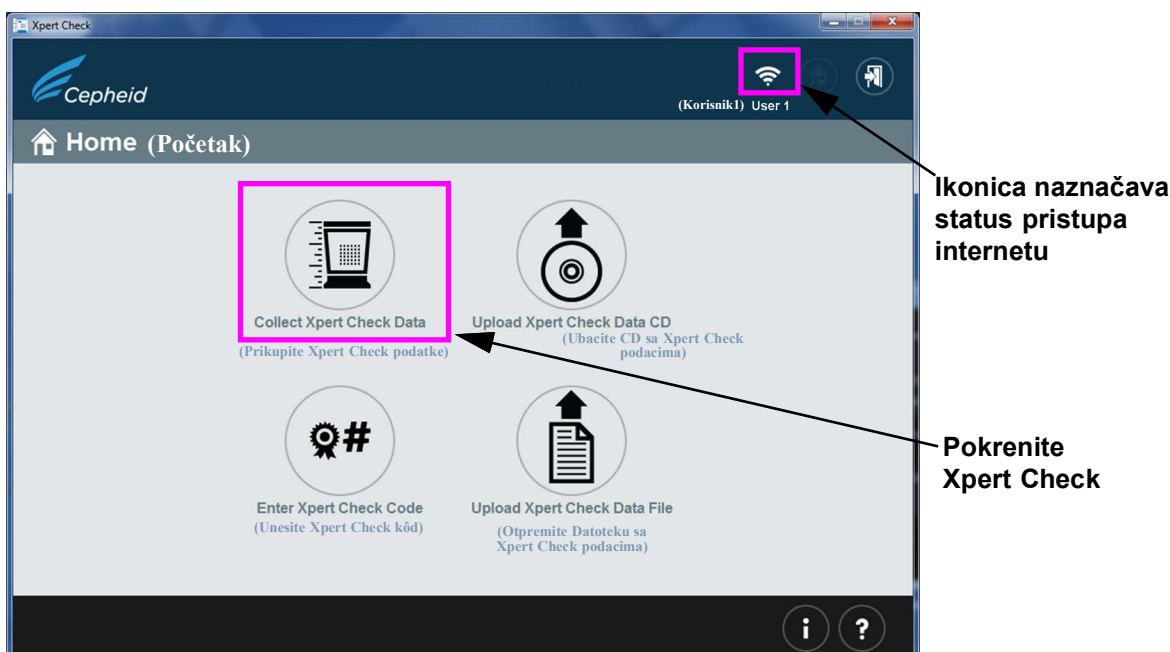 Xpert Check
Cepheid
(Korisnik1) User 1
Home (Početak)
Ikonica naznačava
status pristupa
internetu
Collect Xpert Check Data
(Prikupite Xpert Check podatke)
Upload Xpert Check Data CD
(Ubacite CD sa Xpert Check
podacima)
Pokrenite
Xpert Check
#
Enter Xpert Check Code
(Unesite Xpert Check kôd)
Upload Xpert Check Data File
(Otpremite Datoteku sa
Xpert Check podacima)
i ?